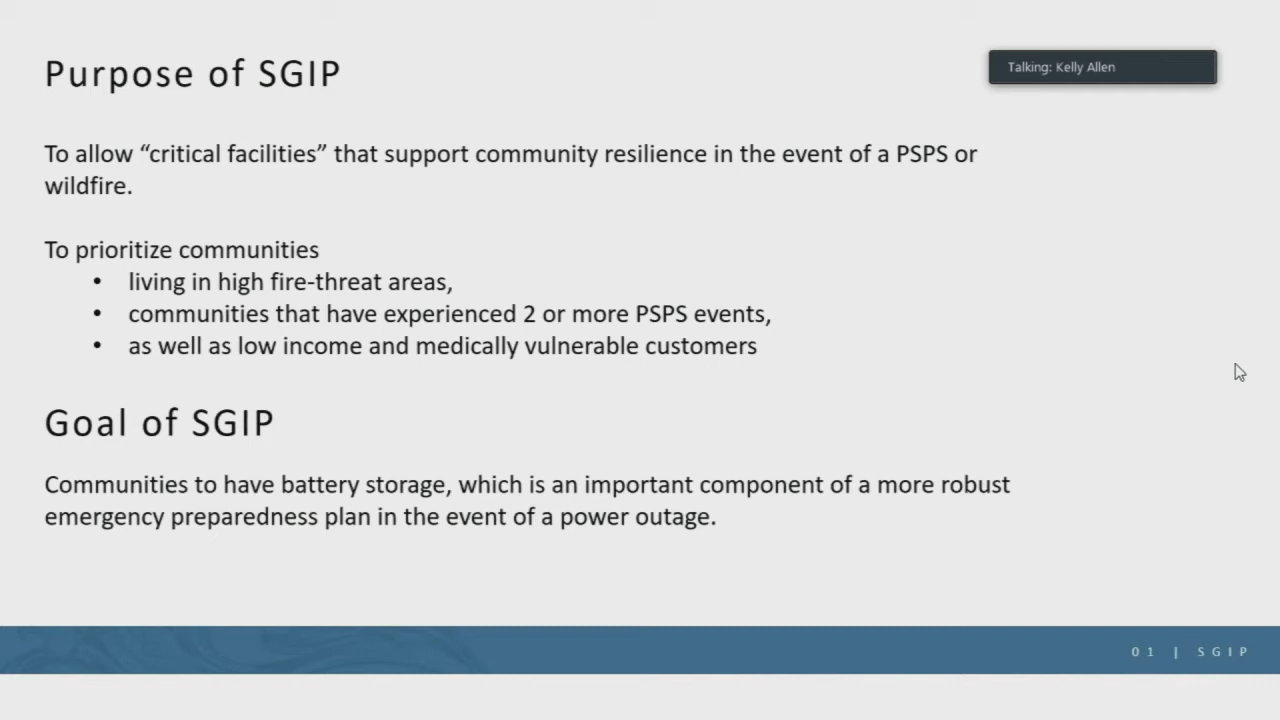 Purpose of SGIP
Talking: Kelly Allen
To allow “critical facilities” that support community resilience in the event of a PSPS or
wildfire.
To prioritize communities
• living in high fire-threat areas,
• communities that have experienced 2 or more PSPS events,
• as well as low income and medically vulnerable customers
Goal of SGIP
Communities to have battery storage, which is an important component of a more robust
emergency preparedness plan in the event of a power outage.
01 | SGIP